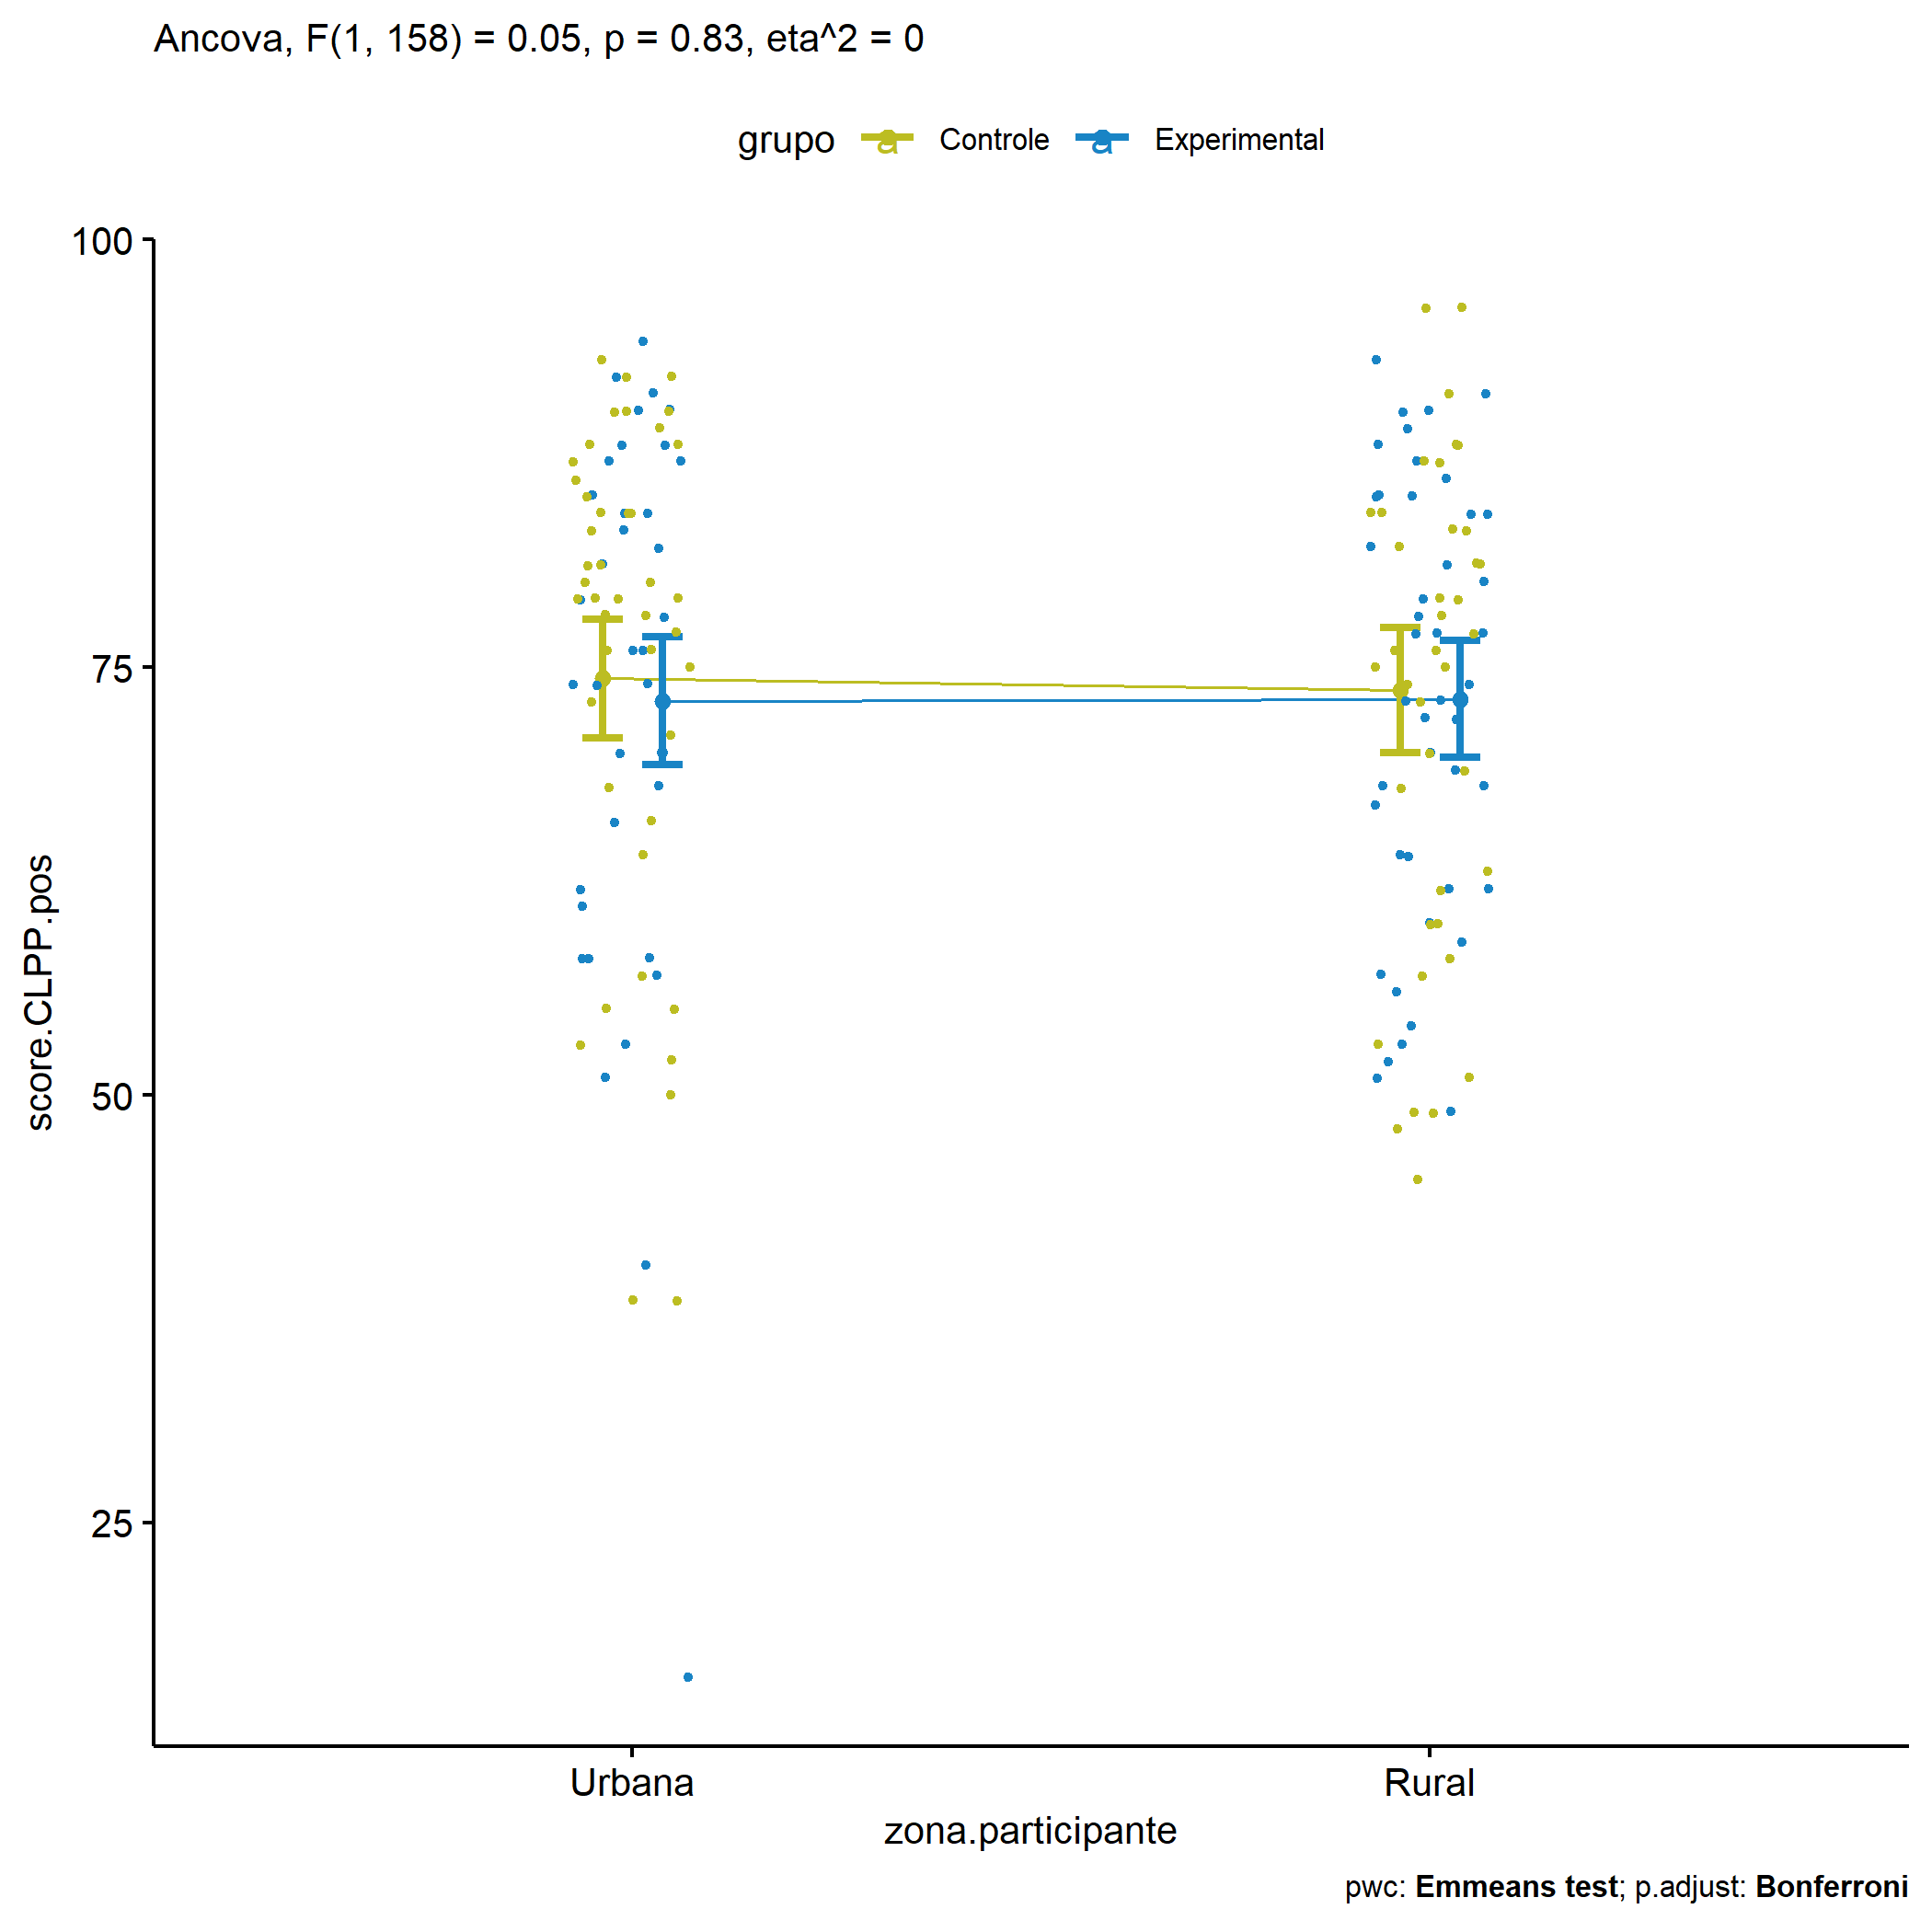 Ancova, F(1, 158) = 0.05, p = 0.83, eta^2 = 0
grupo a Controle a Experimental
100
75
50
25
score.CLPP.pos
Urbana Rural
zona.participante
pwc: Emmeans test; p.adjust: Bonferroni